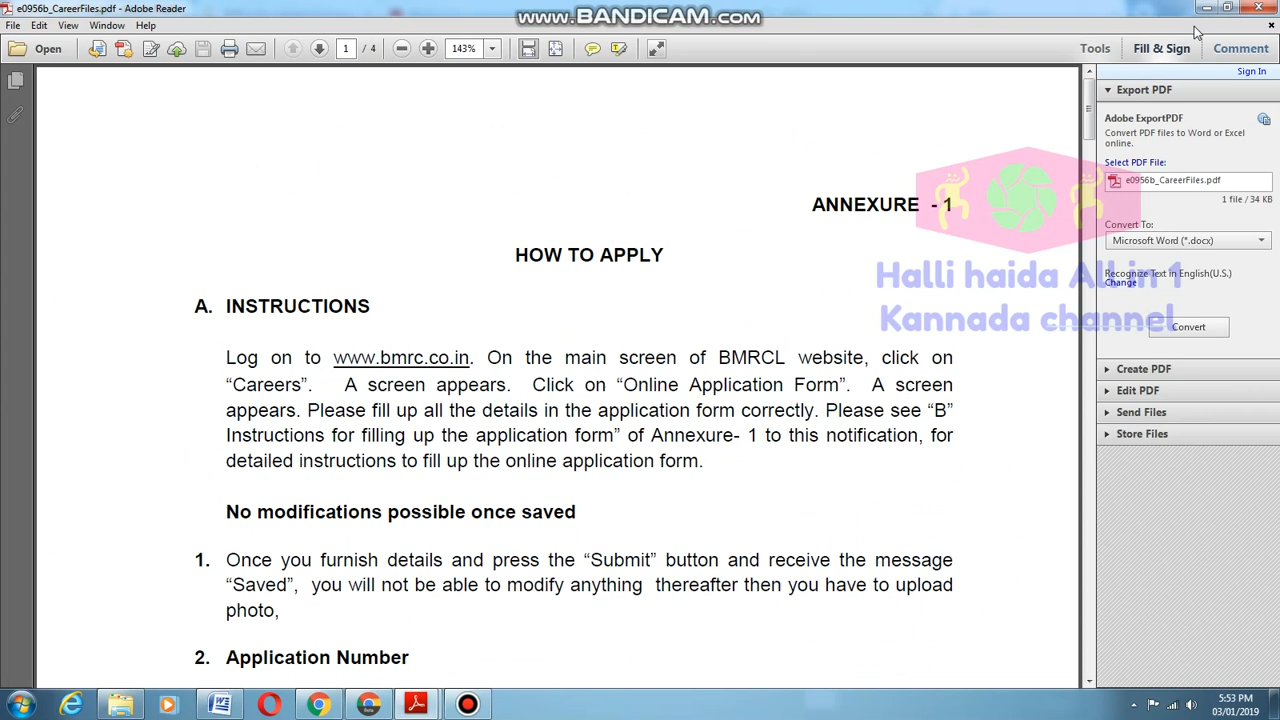 e0956b_CareerFiles.pdf - Adobe Reader
www.BANDICAM.com
File Edit View Window Help
Open 1 / 4 143% Tools Fill & Sign Comment
Sign In
Export PDF
Adobe ExportPDF
Convert PDF files to Word or Excel
online.
Select PDF File:
e0956b_CareerFiles.pdf
1 file / 34 KB
Convert To:
Microsoft Word (*.docx)
Recognize Text in English(U.S.)
Change
Convert
Create PDF
Edit PDF
Send Files
Store Files
ANNEXURE - 1
HOW TO APPLY
Halli haida All in 1
Kannada channel
A. INSTRUCTIONS
Log on to www.bmrc.co.in. On the main screen of BMRCL website, click on
“Careers”. A screen appears. Click on “Online Application Form”. A screen
appears. Please fill up all the details in the application form correctly. Please see “B”
Instructions for filling up the application form” of Annexure- 1 to this notification, for
detailed instructions to fill up the online application form.
No modifications possible once saved
1. Once you furnish details and press the “Submit” button and receive the message
“Saved”, you will not be able to modify anything thereafter then you have to upload
photo,
2. Application Number
5:53 PM
03/01/2019